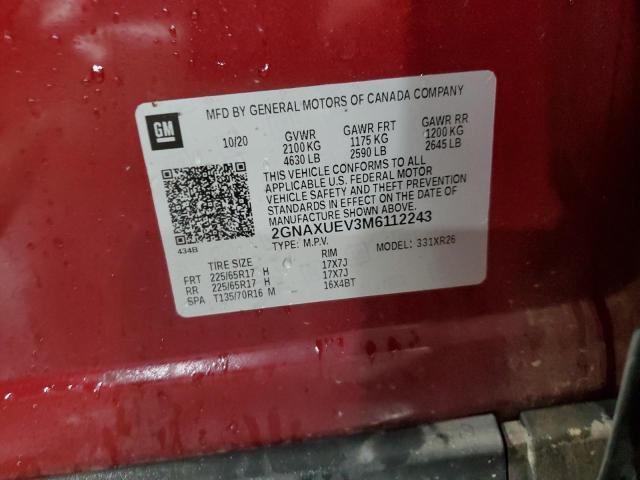 MFD BY GENERAL MOTORS OF CANADA COMPANY
GM
10/20 GVWR GAWR FRT GAWR RR
2100 KG 1175 KG 1200 KG
4630 LB 2590 LB 2645 LB
THIS VEHICLE CONFORMS TO ALL
APPLICABLE U.S. FEDERAL MOTOR
VEHICLE SAFETY AND THEFT PREVENTION
STANDARDS IN EFFECT ON THE DATE OF
MANUFACTURE SHOWN ABOVE.
434B
2GNAXUEV3M6112243
TYPE: M.P.V. MODEL: 331XR26
TIRE SIZE RIM
FRT 225/65R17 H 17X7J
RR 225/65R17 H 17X7J
SPA T135/70R16 M 16X4BT